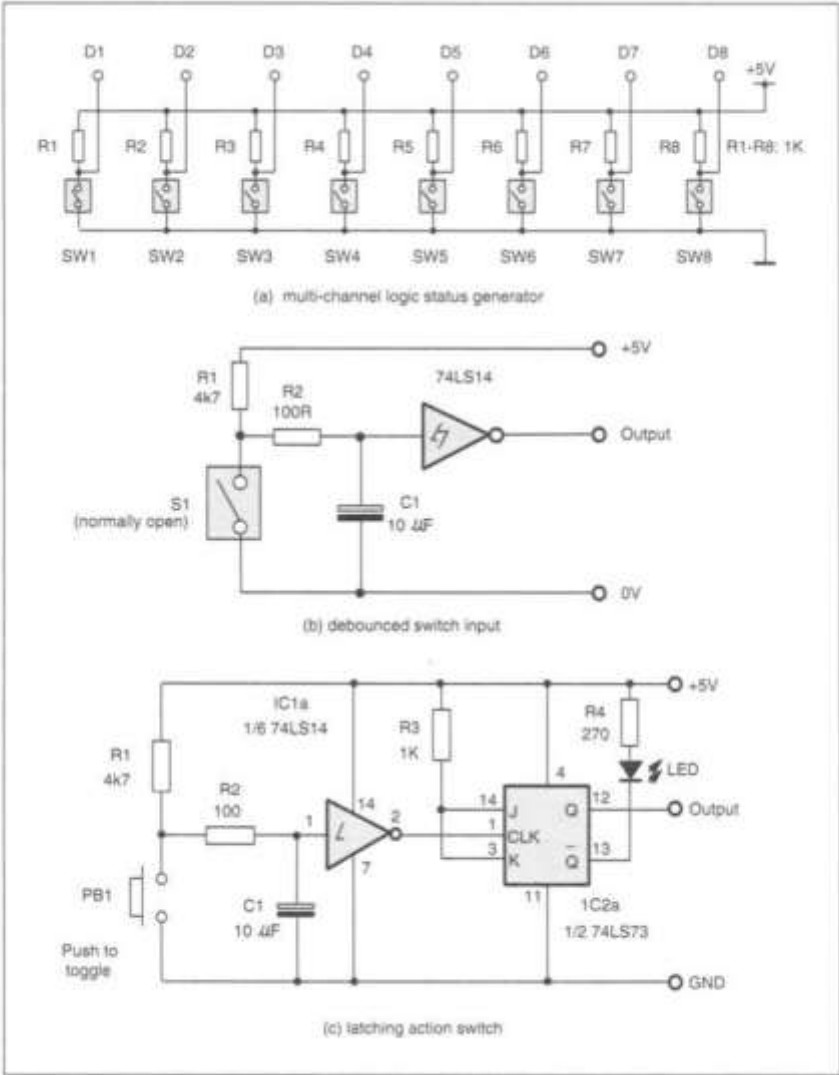 D1 D2 D3 D4 D5 D6 D7 D8
+5V
R1 R2 R3 R4 R5 R6 R7 R8 R1-R8: 1K
SW1 SW2 SW3 SW4 SW5 SW6 SW7 SW8
(a) multi-channel logic status generator
+5V
R1
4k7
R2
100R
74LS14
Output
S1
(normally open)
C1
10 µF
0V
(b) debounced switch input
+5V
IC1a
1/6 74LS14
R3
1K
R4
270
R1
4k7
LED
4
R2
100
14
14
J
Q
12
Output
1
2
1
CLK
3
K
Q
13
7
PB1
11
C1
10 µF
1C2a
1/2 74LS73
Push to
toggle
GND
(c) latching action switch